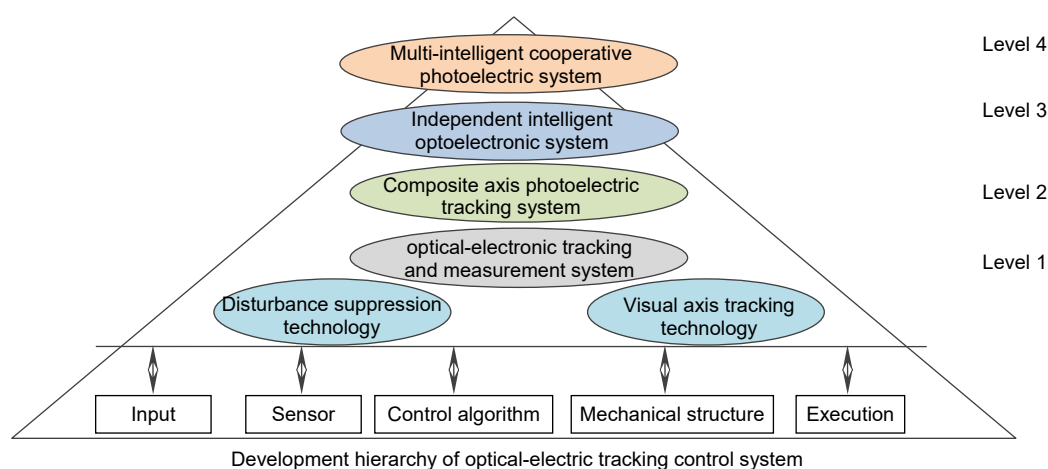 Multi-intelligent cooperative
photoelectric system
Level 4
Independent intelligent
optoelectronic system
Level 3
Composite axis photoelectric
tracking system
Level 2
optical-electronic tracking
and measurement system
Level 1
Disturbance suppression
technology
Visual axis tracking
technology
Input
Sensor
Control algorithm
Mechanical structure
Execution
Development hierarchy of optical-electric tracking control system